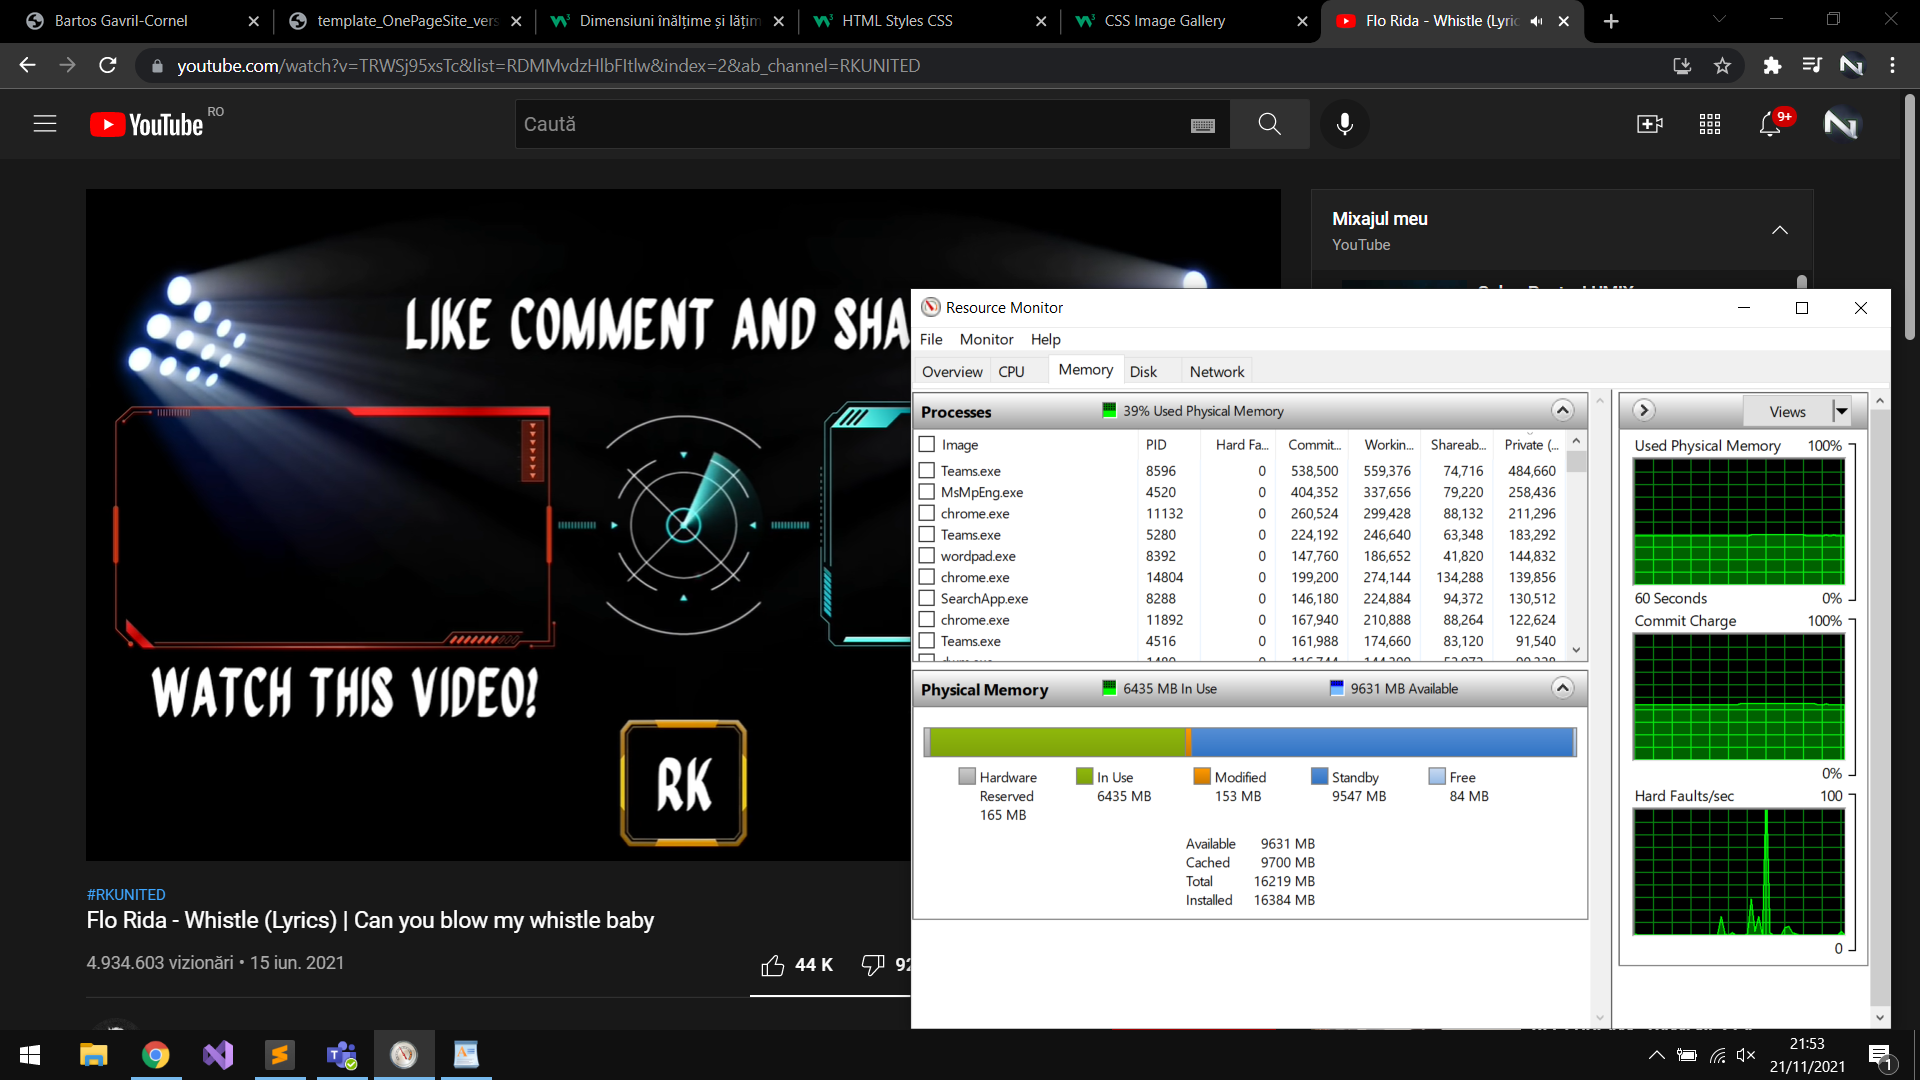 Bartos Gavril-Cornel
template_OnePageSite_vers
Dimensiuni înălțime și lățim
HTML Styles CSS
CSS Image Gallery
Flo Rida - Whistle (Lyric
youtube.com/watch?v=TRWSj95xsTc&list=RDMMvdzHlbFItlw&index=2&ab_channel=RKUNITED
YouTube RO
Caută
9+
Mixajul meu
YouTube
LIKE COMMENT AND SHA
WATCH THIS VIDEO!
RK
#RKUNITED
Flo Rida - Whistle (Lyrics) | Can you blow my whistle baby
4.934.603 vizionări • 15 iun. 2021
44 K
92
Resource Monitor
File Monitor Help
Overview CPU Memory Disk Network
Processes 39% Used Physical Memory
Image PID Hard Fa... Commit... Workin... Shareab... Private (...
Teams.exe 8596 0 538,500 559,376 74,716 484,660
MsMpEng.exe 4520 0 404,352 337,656 79,220 258,436
chrome.exe 11132 0 260,524 299,428 88,132 211,296
Teams.exe 5280 0 224,192 246,640 63,348 183,292
wordpad.exe 8392 0 147,760 186,652 41,820 144,832
chrome.exe 14804 0 199,200 274,144 134,288 139,856
SearchApp.exe 8288 0 146,180 224,884 94,372 130,512
chrome.exe 11892 0 167,940 210,888 88,264 122,624
Teams.exe 4516 0 161,988 174,660 83,120 91,540
Physical Memory 6435 MB In Use 9631 MB Available
Hardware Reserved 165 MB
In Use 6435 MB
Modified 153 MB
Standby 9547 MB
Free 84 MB
Available 9631 MB
Cached 9700 MB
Total 16219 MB
Installed 16384 MB
Views
Used Physical Memory 100%
60 Seconds 0%
Commit Charge 100%
0%
Hard Faults/sec 100
0
21:53
21/11/2021
1